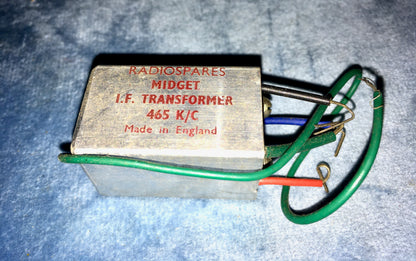 RADIOSPARES
MIDGET
I.F. TRANSFORMER
465 K/C
Made in England